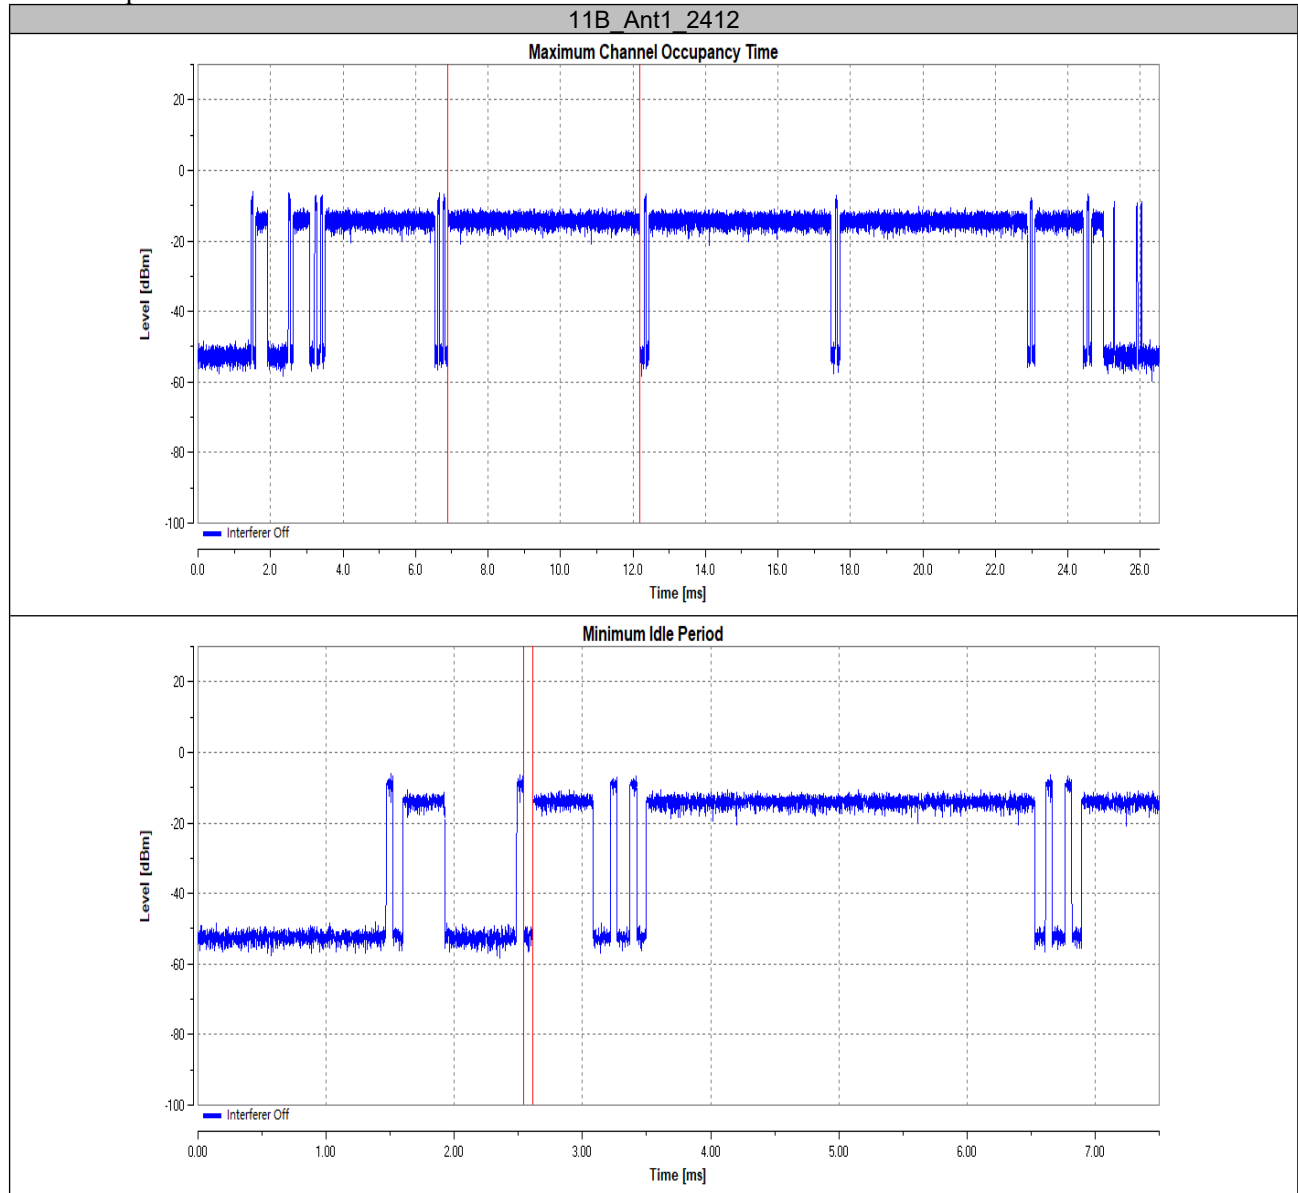 11B_Ant1_2412
Maximum Channel Occupancy Time
20
0
-20
-40
-60
-80
-100
Level [dBm]
Interferer Off
0.0 2.0 4.0 6.0 8.0 10.0 12.0 14.0 16.0 18.0 20.0 22.0 24.0 26.0
Time [ms]
Minimum Idle Period
20
0
-20
-40
-60
-80
-100
Level [dBm]
Interferer Off
0.00 1.00 2.00 3.00 4.00 5.00 6.00 7.00
Time [ms]